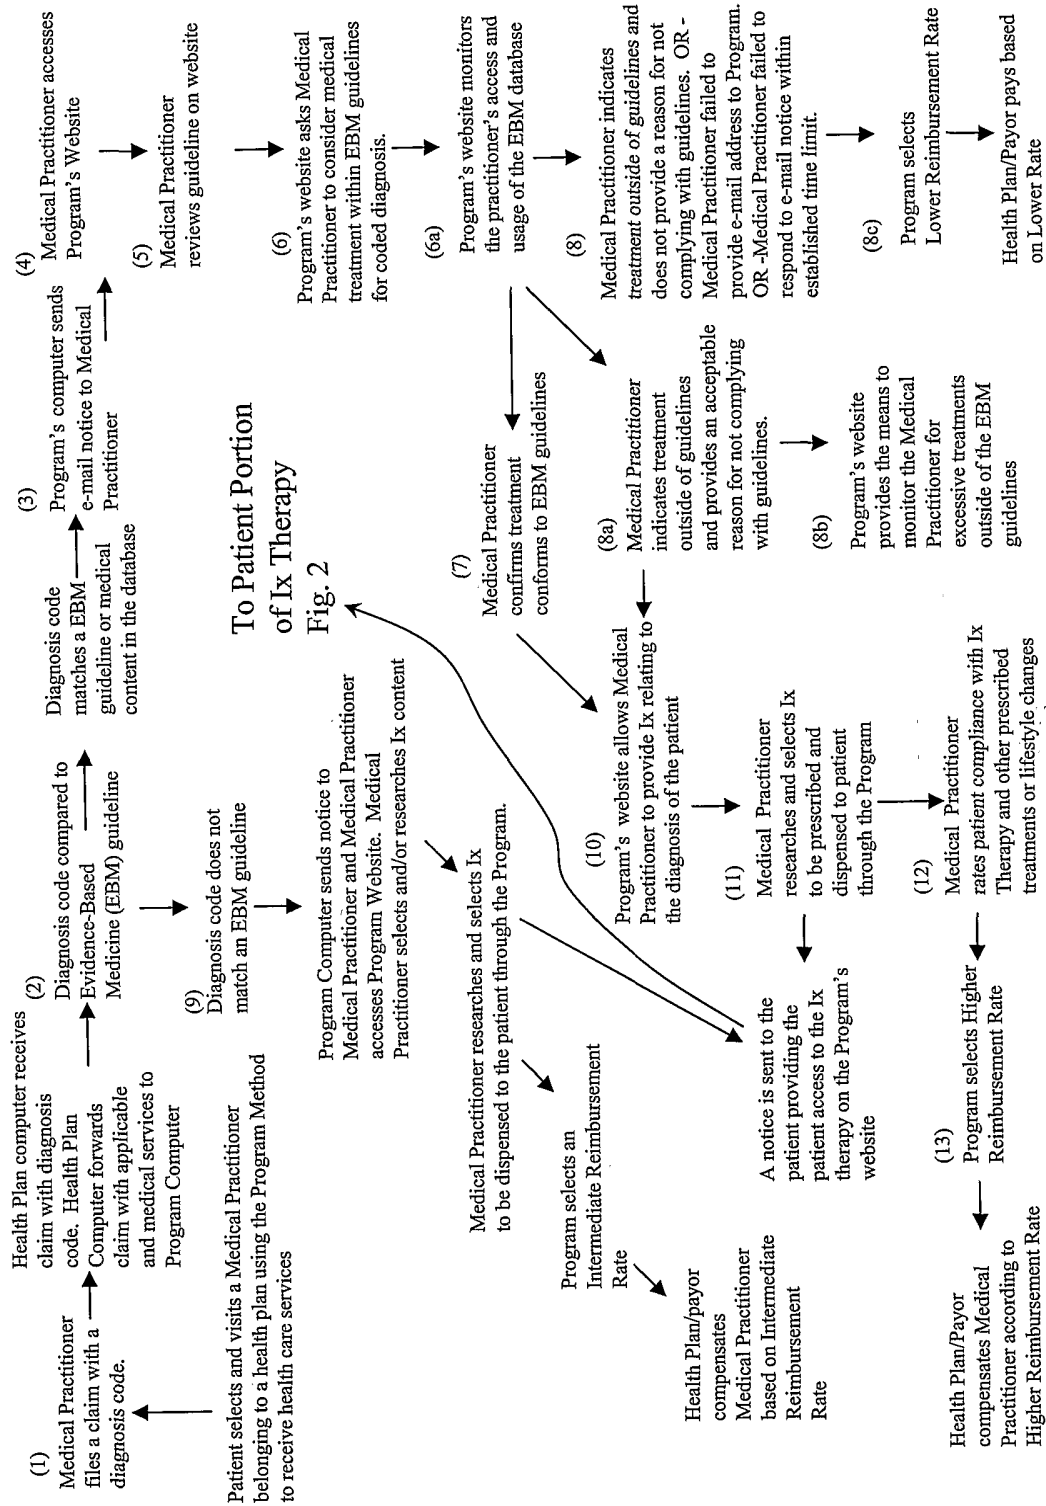 (1)
Medical Practitioner
files a claim with a
diagnosis code.
Patient selects and visits a Medical Practitioner
belonging to a health plan using the Program Method
to receive health care services
Health Plan computer receives
claim with diagnosis
code. Health Plan
Computer forwards
claim with applicable
and medical services to
Program Computer
(2)
Diagnosis code compared to
Evidence-Based
Medicine (EBM) guideline
(9)
Diagnosis code does not
match an EBM guideline
Program Computer sends notice to
Medical Practitioner and Medical Practitioner
accesses Program Website. Medical
Practitioner selects and/or researches Ix content
Medical Practitioner researches and selects Ix
to be dispensed to the patient through the Program.
Program selects an
Intermediate Reimbursement
Rate
Health Plan/payor
compensates
Medical Practitioner
based on Intermediate
Reimbursement
Rate
Diagnosis code
matches a EBM
guideline or medical
content in the database
(3)
Program's computer sends
e-mail notice to Medical
Practitioner
(4)
Medical Practitioner accesses
Program's Website
(5)
Medical Practitioner
reviews guideline on website
(6)
Program's website asks Medical
Practitioner to consider medical
treatment within EBM guidelines
for coded diagnosis.
(6a)
Program's website monitors
the practitioner's access and
usage of the EBM database
To Patient Portion
of Ix Therapy
Fig. 2
(7)
Medical Practitioner
confirms treatment
conforms to EBM guidelines
(8)
Medical Practitioner indicates
treatment outside of guidelines and
does not provide a reason for not
complying with guidelines. OR -
Medical Practitioner failed to
provide e-mail address to Program.
OR -Medical Practitioner failed to
respond to e-mail notice within
established time limit.
(8a)
Medical Practitioner
indicates treatment
outside of guidelines
and provides an acceptable
reason for not complying
with guidelines.
(8b)
Program's website
provides the means to
monitor the Medical
Practitioner for
excessive treatments
outside of the EBM
guidelines
(8c)
Program selects
Lower Reimbursement Rate
Health Plan/Payor pays based
on Lower Rate
(10)
Program's website allows Medical
Practitioner to provide Ix relating to
the diagnosis of the patient
(11)
Medical Practitioner
researches and selects Ix
to be prescribed and
dispensed to patient
through the Program
A notice is sent to the
patient providing the
patient access to the Ix
therapy on the Program's
website
(12)
Medical Practitioner
rates patient compliance with Ix
Therapy and other prescribed
treatments or lifestyle changes
(13)
Program selects Higher
Reimbursement Rate
Health Plan/Payor
compensates Medical
Practitioner according to
Higher Reimbursement Rate